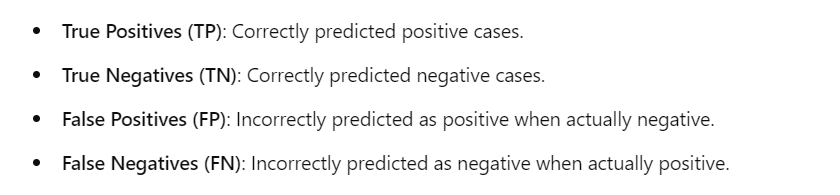 • True Positives (TP): Correctly predicted positive cases.
• True Negatives (TN): Correctly predicted negative cases.
• False Positives (FP): Incorrectly predicted as positive when actually negative.
• False Negatives (FN): Incorrectly predicted as negative when actually positive.